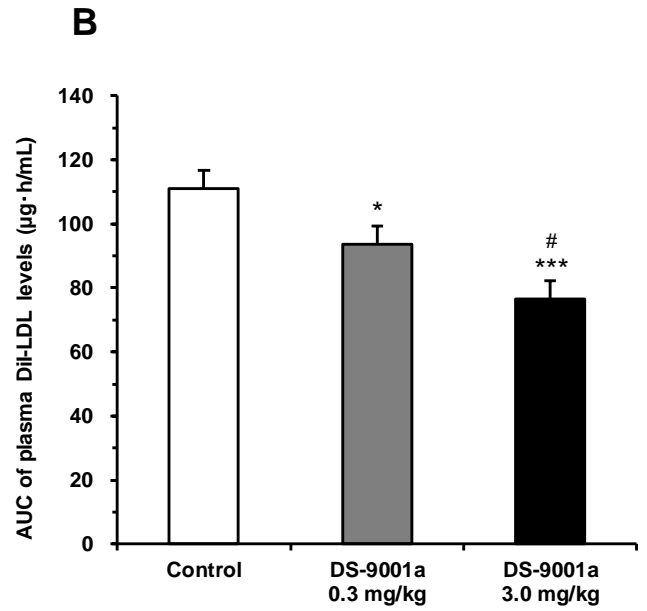 B
140
120
100
80
60
40
20
0
AUC of plasma DiI-LDL levels (µg·h/mL)
*
#
***
Control
DS-9001a
0.3 mg/kg
DS-9001a
3.0 mg/kg